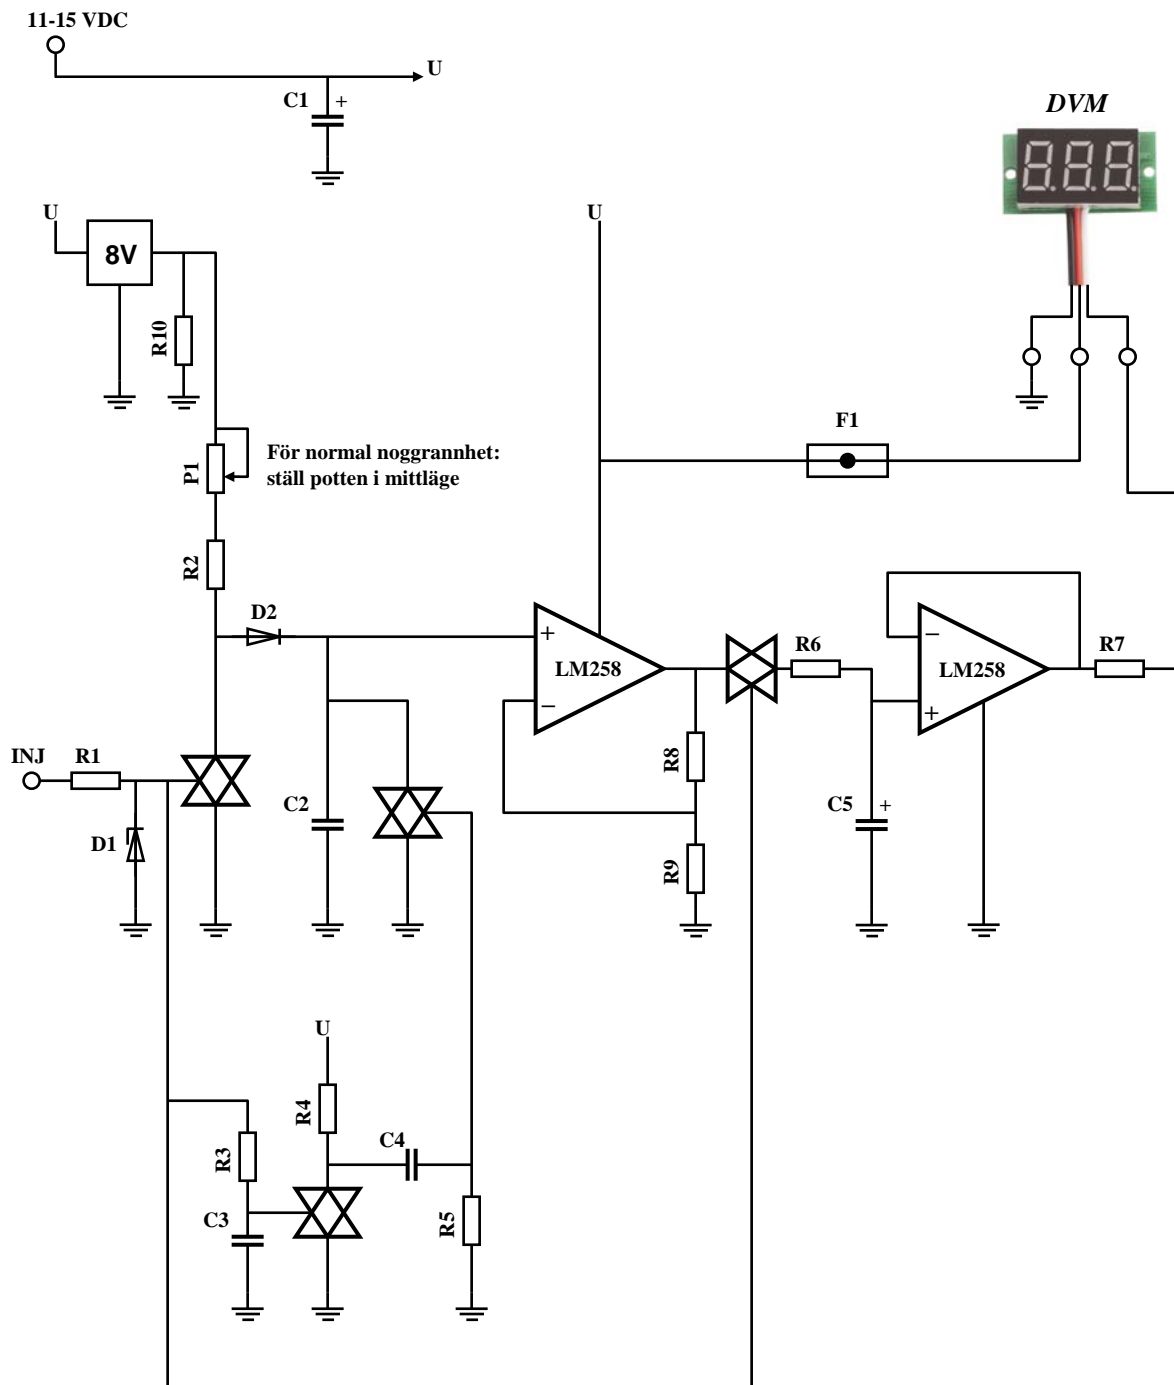 11-15 VDC
U
C1
+
DVM
888.
U
U
8V
R10
F1
P1
För normal noggrannhet:
ställ potten i mittläge
R2
D2
+
LM258
−
R6
−
LM258
+
R7
INJ
R1
R8
C2
C5
+
D1
R9
U
R4
C4
R3
C3
R5